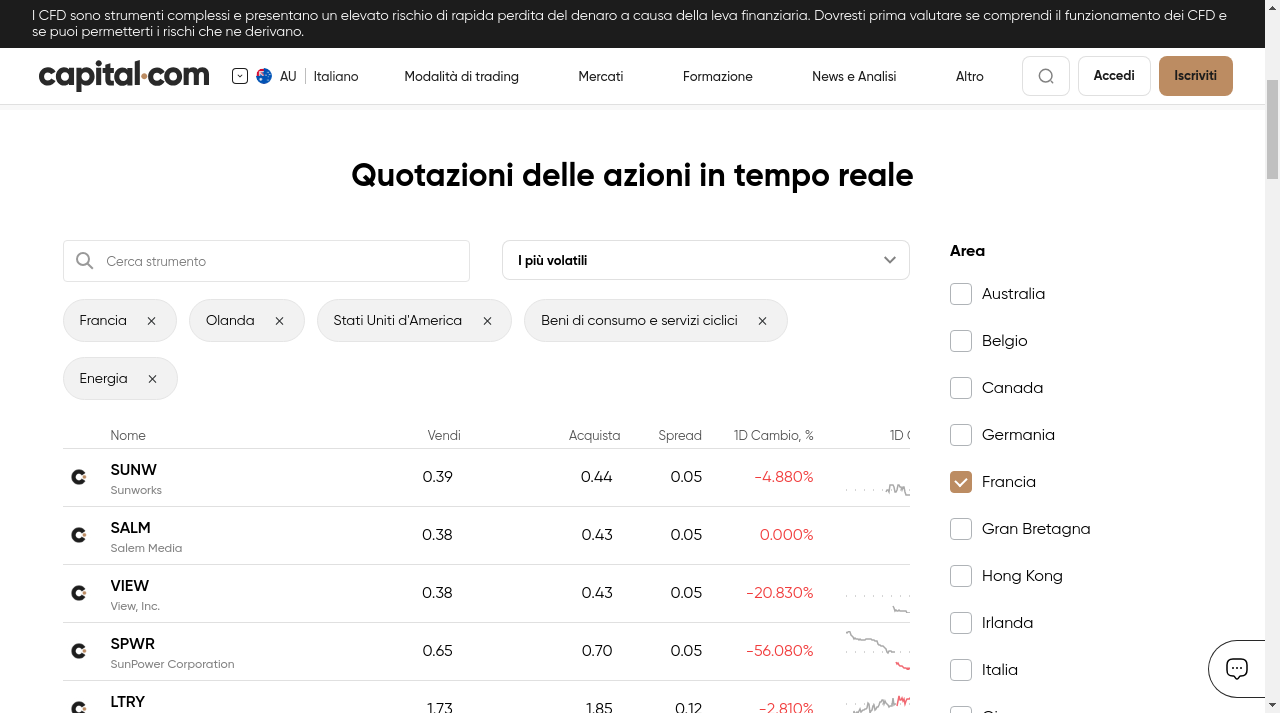 I CFD sono strumenti complessi e presentano un elevato rischio di rapida perdita del denaro a causa della leva finanziaria. Dovresti prima valutare se comprendi il funzionamento dei CFD e
se puoi permetterti i rischi che ne derivano.
capital.com AU Italiano Modalità di trading Mercati Formazione News e Analisi Altro Accedi Iscriviti
Quotazioni delle azioni in tempo reale
Cerca strumento
I più volatili
Francia
Olanda
Stati Uniti d'America
Beni di consumo e servizi ciclici
Energia
Nome Vendi Acquista Spread 1D Cambio, % 1D
SUNW 0.39 0.44 0.05 -4.880%
Sunworks
SALM 0.38 0.43 0.05 0.000%
Salem Media
VIEW 0.38 0.43 0.05 -20.830%
View, Inc.
SPWR 0.65 0.70 0.05 -56.080%
SunPower Corporation
LTRY 1.73 1.85 0.12 -2.810%
Area
Australia
Belgio
Canada
Germania
Francia
Gran Bretagna
Hong Kong
Irlanda
Italia